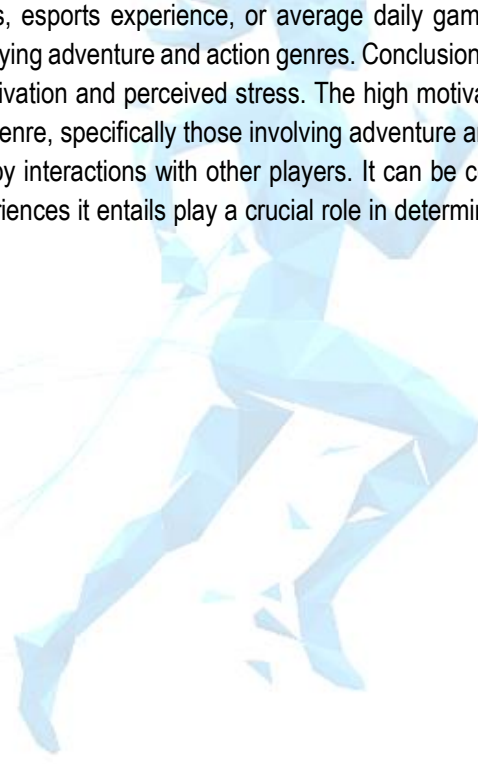 s, esports experience, or average daily gam
ying adventure and action genres. Conclusion
ivation and perceived stress. The high motiva
enre, specifically those involving adventure a
by interactions with other players. It can be c
riences it entails play a crucial role in determin